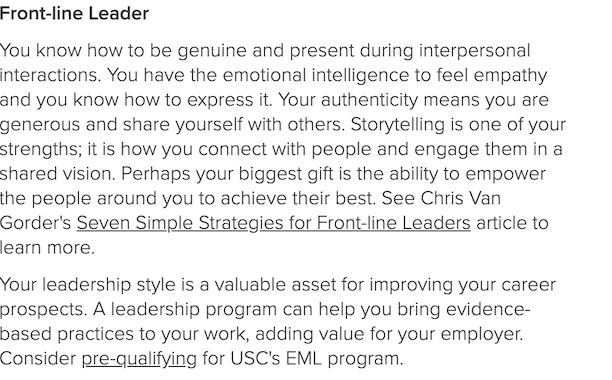 Front-line Leader
You know how to be genuine and present during interpersonal
interactions. You have the emotional intelligence to feel empathy
and you know how to express it. Your authenticity means you are
generous and share yourself with others. Storytelling is one of your
strengths; it is how you connect with people and engage them in a
shared vision. Perhaps your biggest gift is the ability to empower
the people around you to achieve their best. See Chris Van
Gorder's Seven Simple Strategies for Front-line Leaders article to
learn more.
Your leadership style is a valuable asset for improving your career
prospects. A leadership program can help you bring evidence-
based practices to your work, adding value for your employer.
Consider pre-qualifying for USC's EML program.